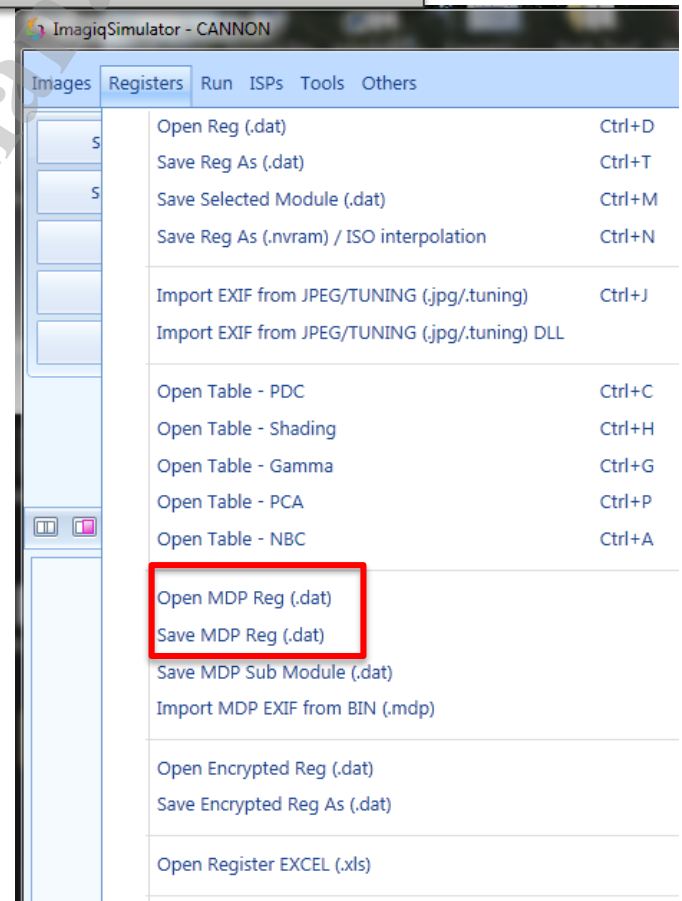 ImagiqSimulator - CANNON
Images Registers Run ISPs Tools Others
Open Reg (.dat) Ctrl+D
Save Reg As (.dat) Ctrl+T
Save Selected Module (.dat) Ctrl+M
Save Reg As (.nvram) / ISO interpolation Ctrl+N
Import EXIF from JPEG/TUNING (.jpg/.tuning) Ctrl+J
Import EXIF from JPEG/TUNING (.jpg/.tuning) DLL
Open Table - PDC Ctrl+C
Open Table - Shading Ctrl+H
Open Table - Gamma Ctrl+G
Open Table - PCA Ctrl+P
Open Table - NBC Ctrl+A
Open MDP Reg (.dat)
Save MDP Reg (.dat)
Save MDP Sub Module (.dat)
Import MDP EXIF from BIN (.mdp)
Open Encrypted Reg (.dat)
Save Encrypted Reg As (.dat)
Open Register EXCEL (.xls)